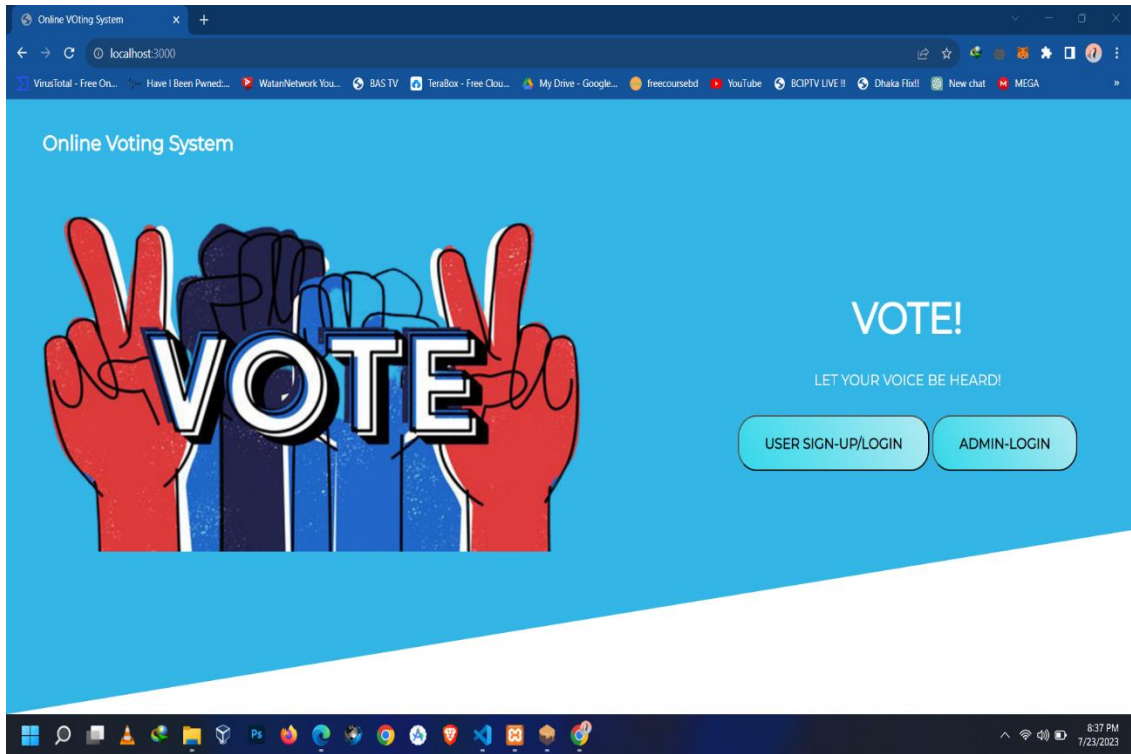 Online VOting System
localhost:3000
VirusTotal - Free On... Have I Been Pwned:... WatanNetwork You... BAS TV TeraBox - Free Clou... My Drive - Google... freecoursebd YouTube BCIPTV LIVE !! Dhaka Flix!! New chat MEGA »
Online Voting System
VOTE
VOTE!
LET YOUR VOICE BE HEARD!
USER SIGN-UP/LOGIN ADMIN-LOGIN
Ps
8:37 PM
7/23/2023